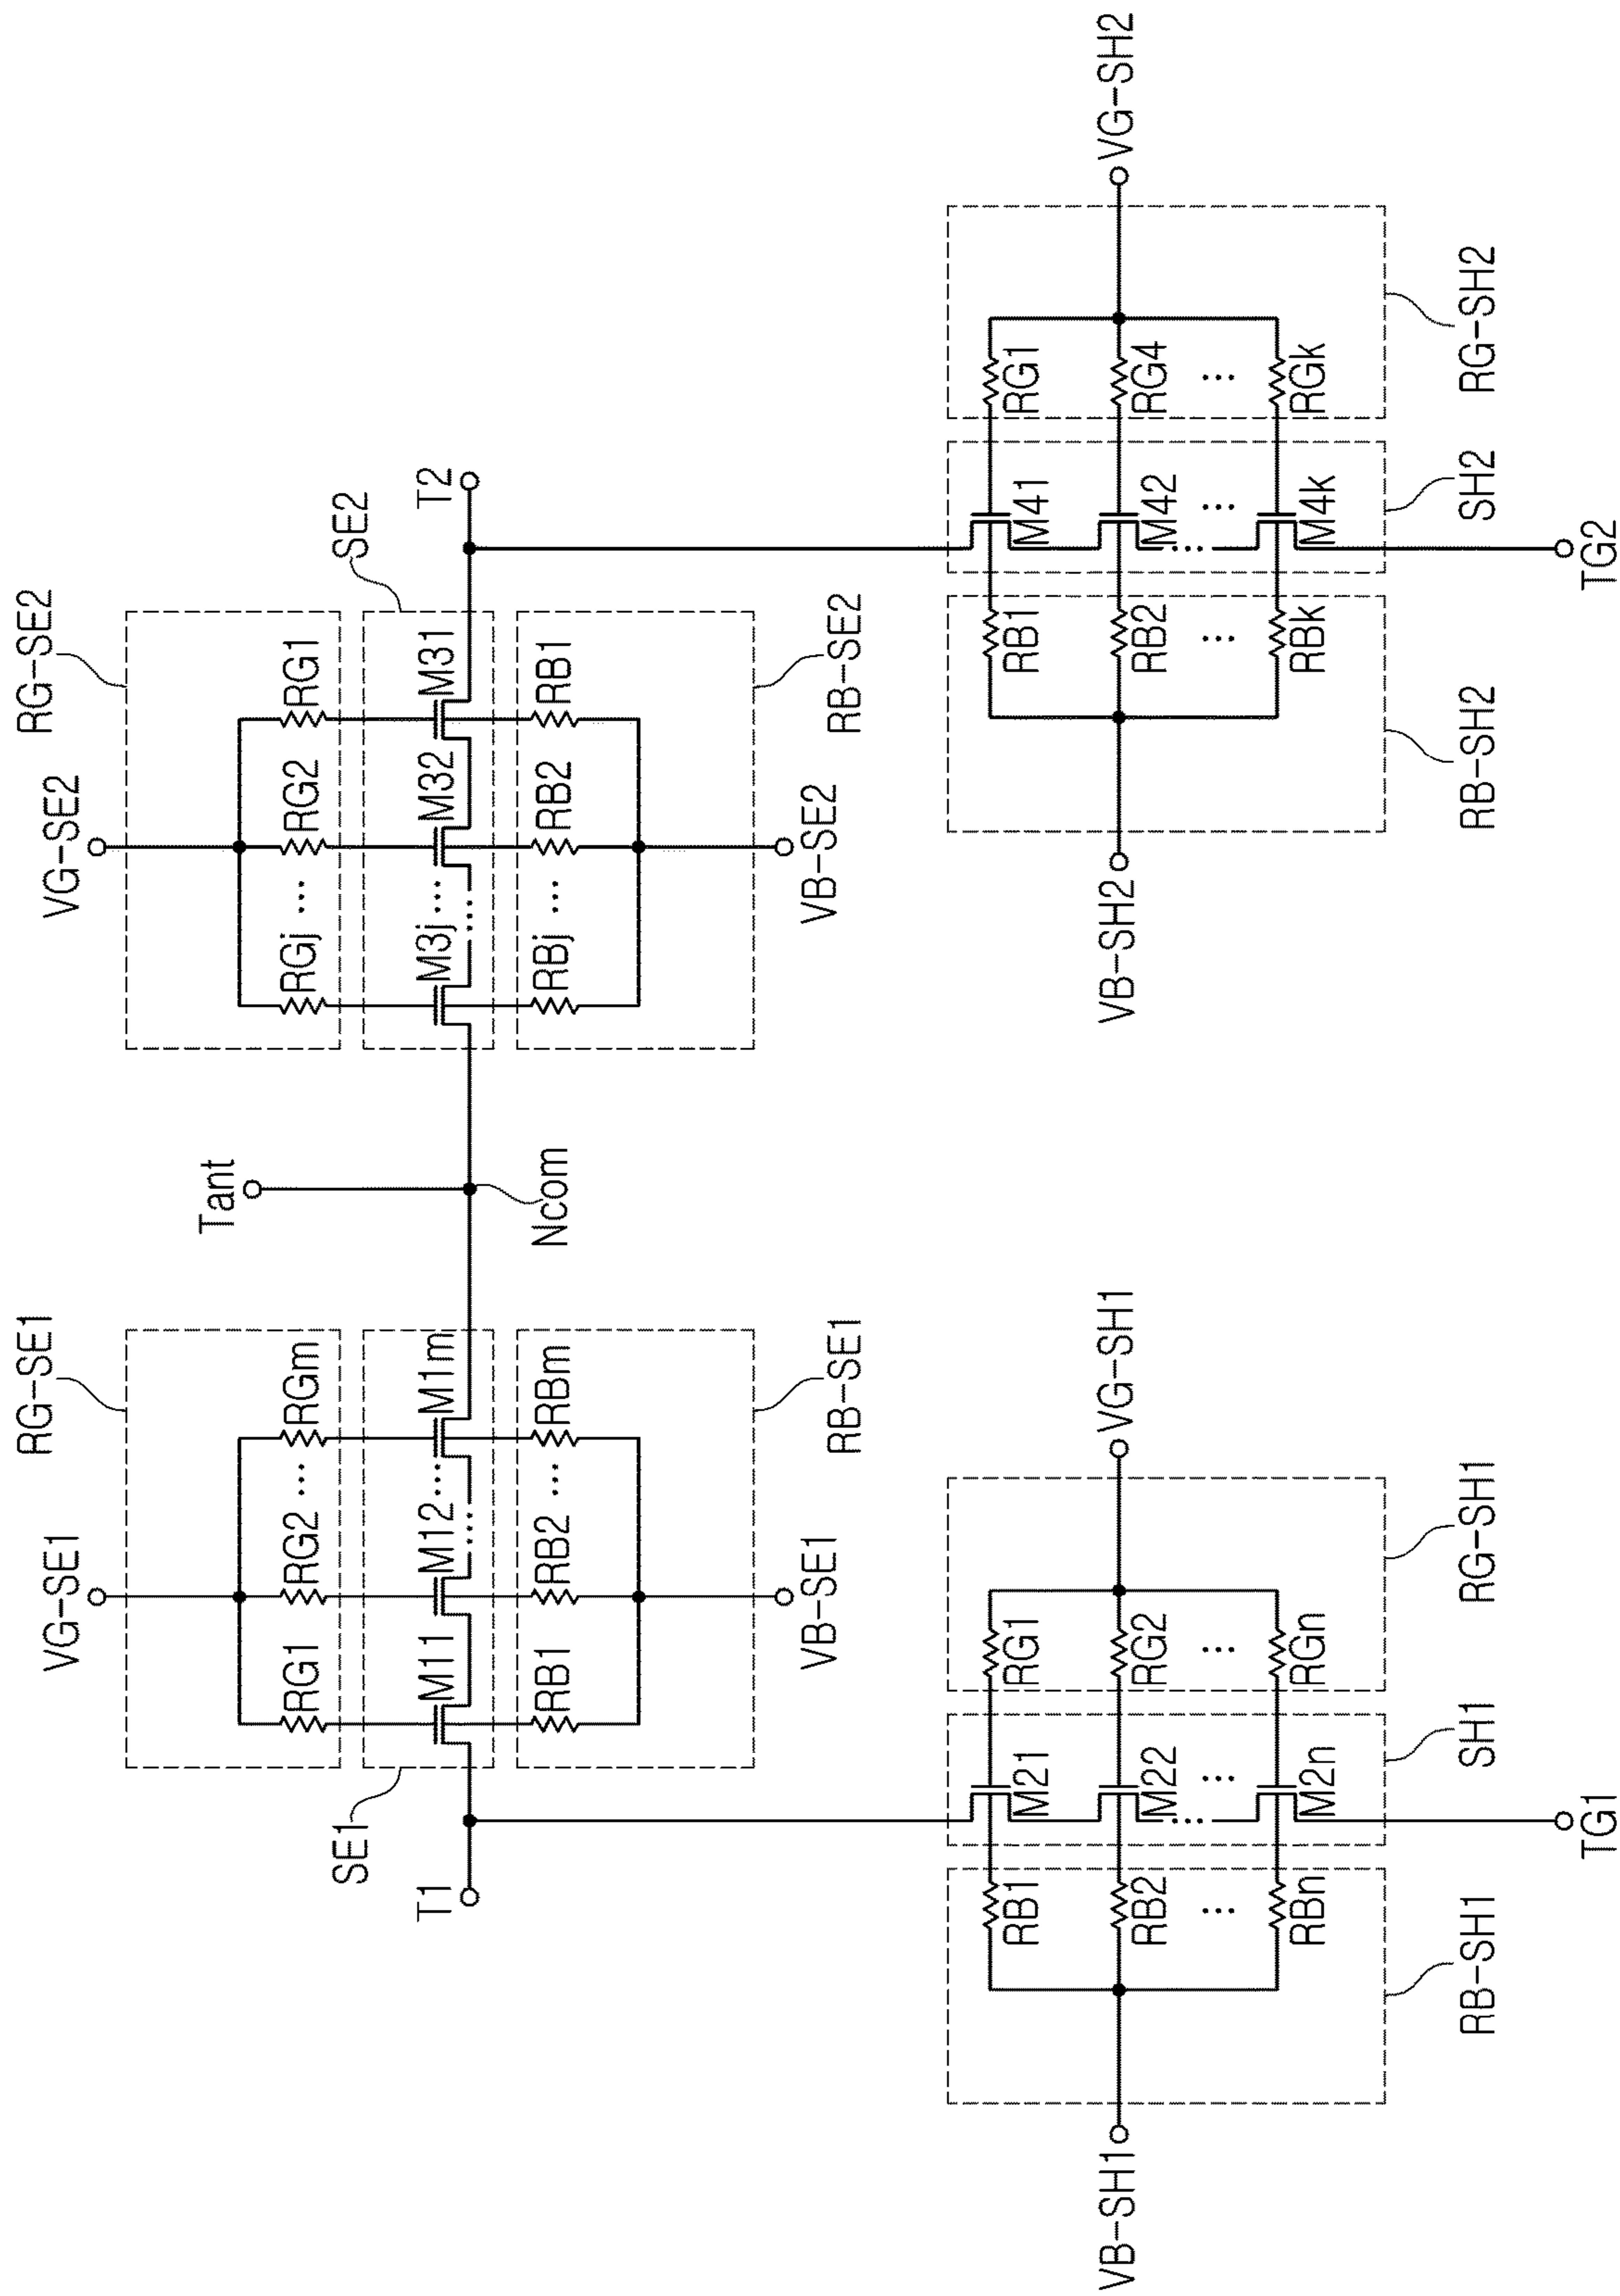 RG-SE1
RG-SE2
VG-SE1
Tant
VG-SE2
RG1
RG2
...
RGm
RGj
...
RG2
RG1
SE1
SE2
T1
M11
M12
...
M1m
M3j
...
M32
M31
T2
...
...
RB1
RB2
...
RBm
Ncom
RBj
...
RB2
RB1
VB-SE1
VB-SE2
RB-SE1
RB-SE2
RB1
M21
RG1
RB1
M41
RG1
VB-SH1
VG-SH1
VB-SH2
VG-SH2
RB2
M22
RG2
RB2
M42
RG4
...
...
...
...
...
...
...
...
RBn
M2n
RGn
RBk
M4k
RGk
RB-SH1
SH1
RG-SH1
RB-SH2
SH2
RG-SH2
TG1
TG2